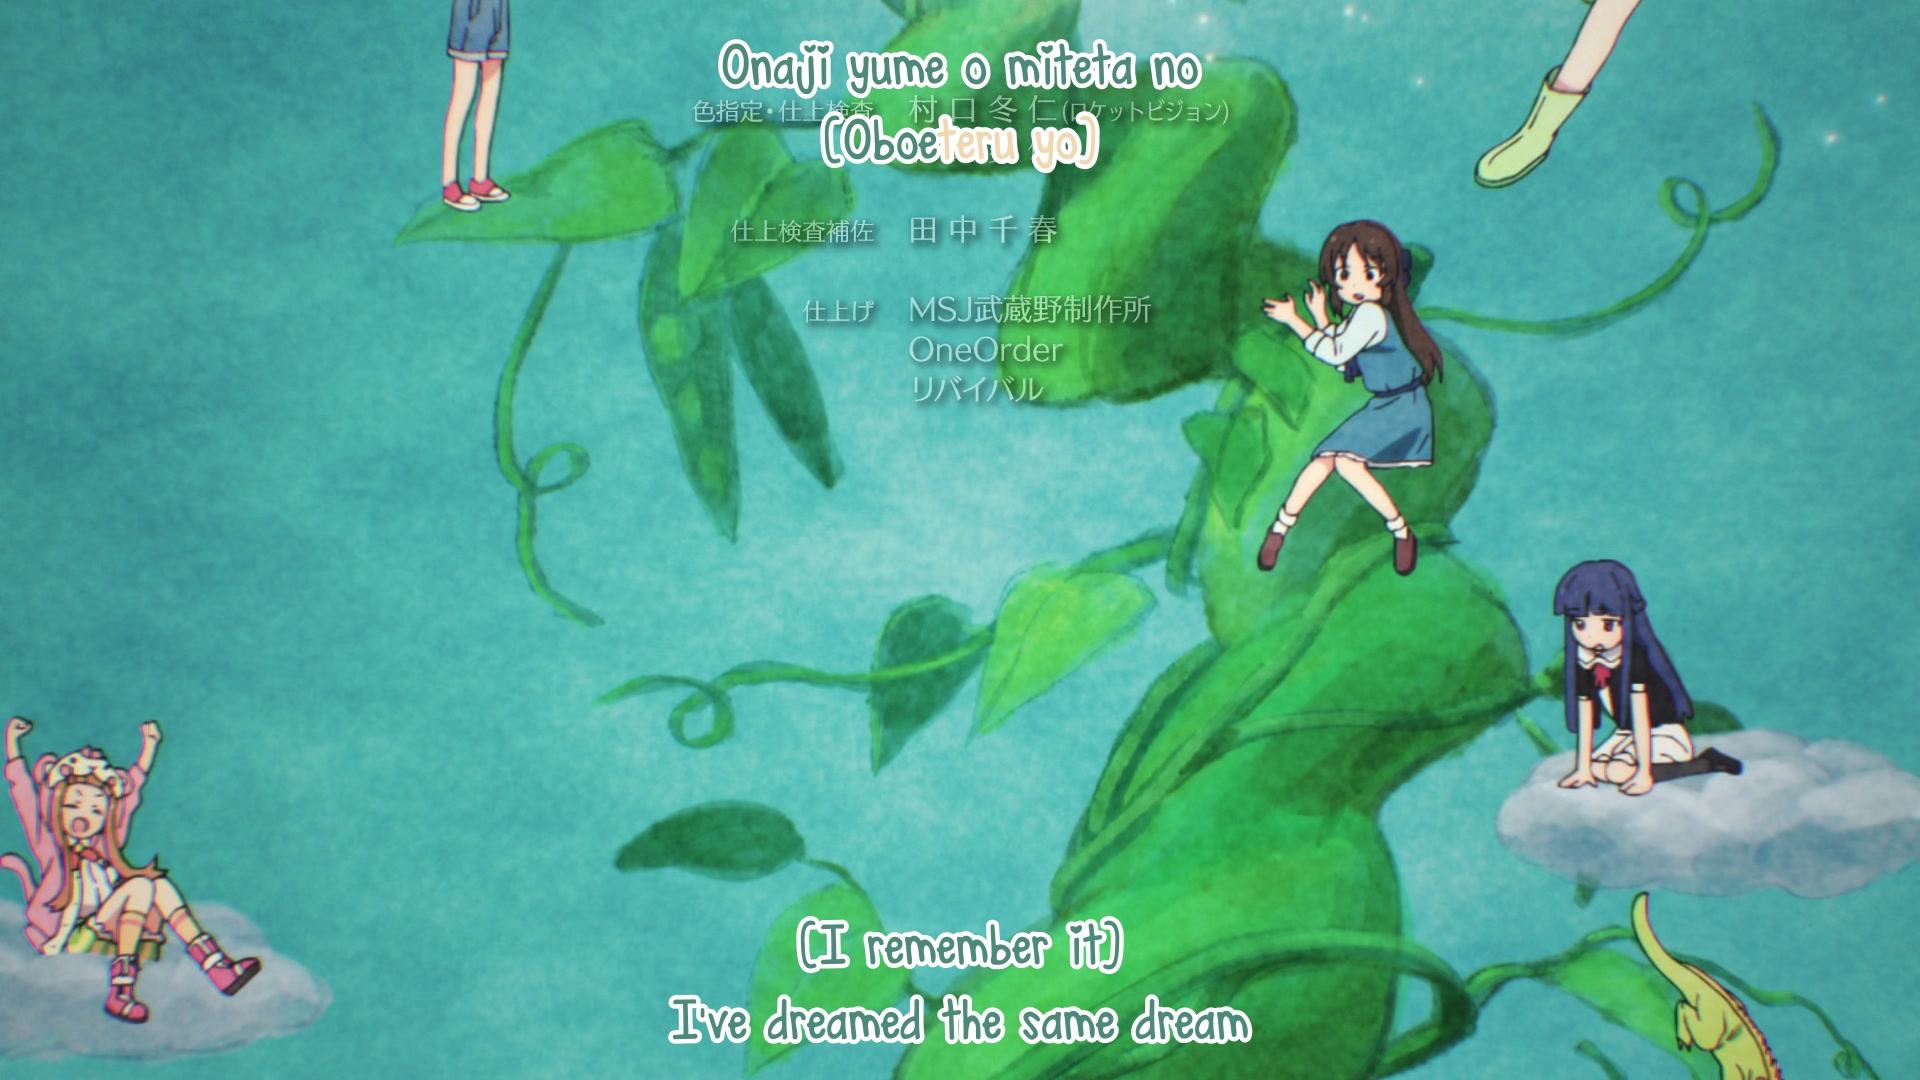 Onaji yume o miteta no
色指定・仕上検査 村口冬仁(ロケットビジョン)
(Oboeteru yo)
仕上検査補佐 田中千春
仕上げ MSJ武蔵野制作所
OneOrder
リバイバル
(I remember it)
I've dreamed the same dream